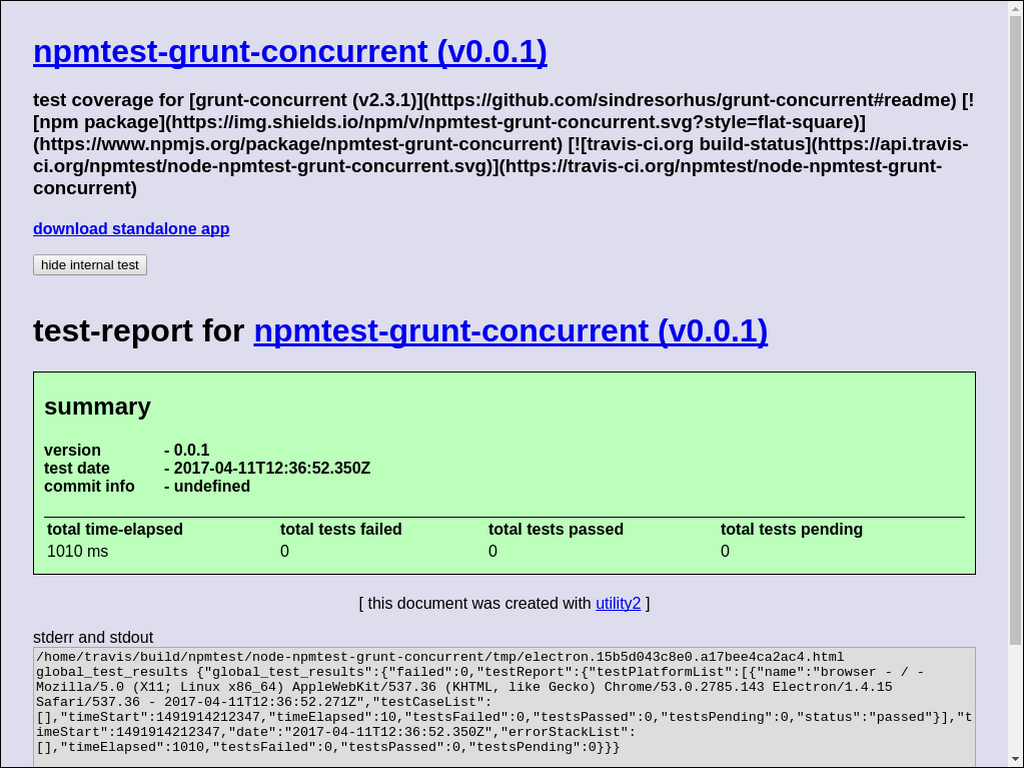 npmtest-grunt-concurrent (v0.0.1)
test coverage for [grunt-concurrent (v2.3.1)](https://github.com/sindresorhus/grunt-concurrent#readme) [!
[npm package](https://img.shields.io/npm/v/npmtest-grunt-concurrent.svg?style=flat-square)]
(https://www.npmjs.org/package/npmtest-grunt-concurrent) [![travis-ci.org build-status](https://api.travis-
ci.org/npmtest/node-npmtest-grunt-concurrent.svg)](https://travis-ci.org/npmtest/node-npmtest-grunt-
concurrent)
download standalone app
hide internal test
test-report for npmtest-grunt-concurrent (v0.0.1)
summary
version - 0.0.1
test date - 2017-04-11T12:36:52.350Z
commit info - undefined
total time-elapsed total tests failed total tests passed total tests pending
1010 ms 0 0 0
[ this document was created with utility2 ]
stderr and stdout
/home/travis/build/npmtest/node-npmtest-grunt-concurrent/tmp/electron.15b5d043c8e0.a17bee4ca2ac4.html
global_test_results {"global_test_results":{"failed":0,"testReport":{"testPlatformList":[{"name":"browser - / -
Mozilla/5.0 (X11; Linux x86_64) AppleWebKit/537.36 (KHTML, like Gecko) Chrome/53.0.2785.143 Electron/1.4.15
Safari/537.36 - 2017-04-11T12:36:52.271Z","testCaseList":
[],"timeStart":1491914212347,"timeElapsed":10,"testsFailed":0,"testsPassed":0,"testsPending":0,"status":"passed"}],"t
imeStart":1491914212347,"date":"2017-04-11T12:36:52.350Z","errorStackList":
[],"timeElapsed":1010,"testsFailed":0,"testsPassed":0,"testsPending":0}}}